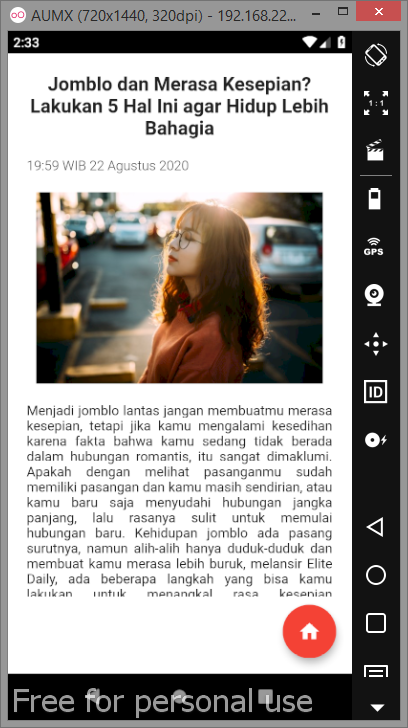 AUMX (720x1440, 320dpi) - 192.168.22...
2:33
1:1
GPS
ID
Jomblo dan Merasa Kesepian?
Lakukan 5 Hal Ini agar Hidup Lebih
Bahagia
19:59 WIB 22 Agustus 2020
Menjadi jomblo lantas jangan membuatmu merasa
kesepian, tetapi jika kamu mengalami kesedihan
karena fakta bahwa kamu sedang tidak berada
dalam hubungan romantis, itu sangat dimaklumi.
Apakah dengan melihat pasanganmu sudah
memiliki pasangan dan kamu masih sendirian, atau
kamu baru saja menyudahi hubungan jangka
panjang, lalu rasanya sulit untuk memulai
hubungan baru. Kehidupan jomblo ada pasang
surutnya, namun alih-alih hanya duduk-duduk dan
membuat kamu merasa lebih buruk, melansir Elite
Daily, ada beberapa langkah yang bisa kamu
lakukan untuk menangkal rasa kesepian
Free for personal use